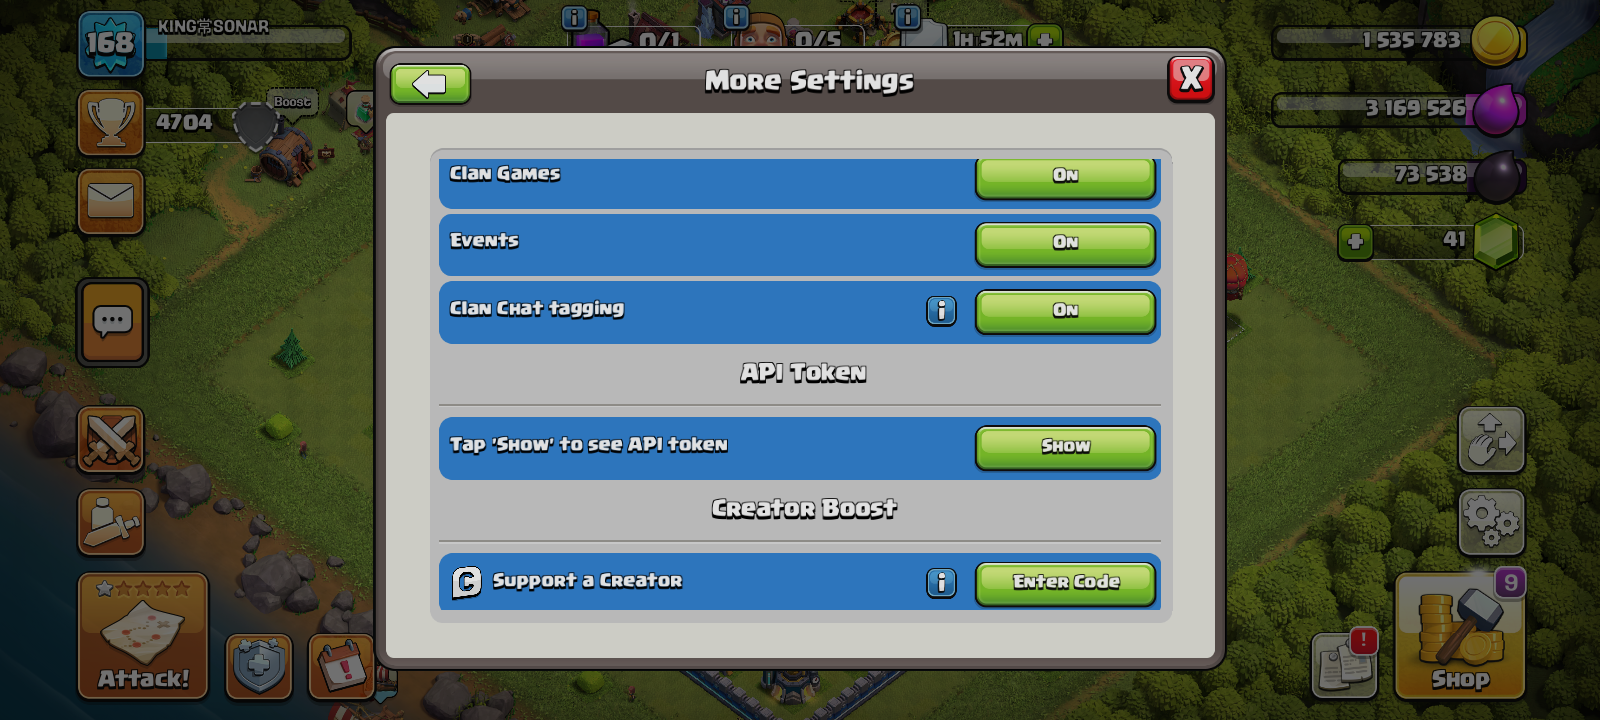 168
KING常SONAR
0/1
0/5
1H 52M
1 535 783
More Settings
X
Boost
4704
3 169 526
Clan Games
On
73 538
Events
On
41
Clan Chat tagging
i
On
API Token
Tap 'Show' to see API token
Show
Creator Boost
C
Support a Creator
i
Enter Code
9
!
Attack!
Shop